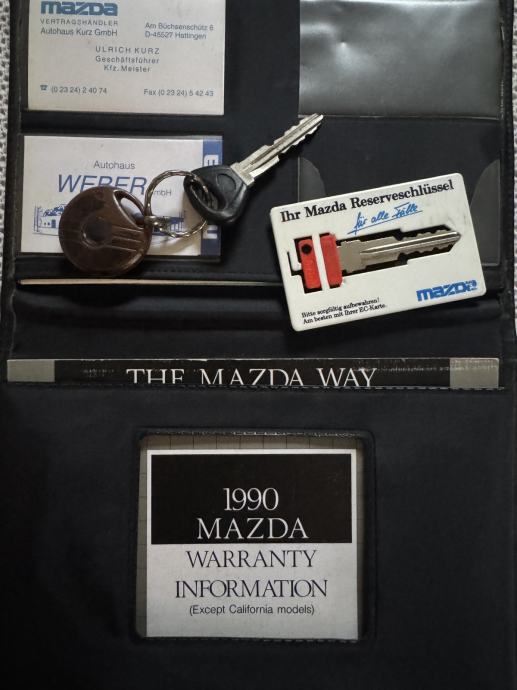 mazda
VERTRAGSHÄNDLER
Autohaus Kurz GmbH
Am Büchsenschütz 6
D-45527 Hattingen
ULRICH KURZ
Geschäftsführer
Kfz.-Meister
☎ (0 23 24) 2 40 74
Fax (0 23 24) 5 42 43
Autohaus
WEBER
GmbH
Ihr Mazda Reserveschlüssel
für alle Fälle
mazda
Bitte sorgfältig aufbewahren!
Am besten mit Ihrer EC-Karte.
THE MAZDA WAY
1990
MAZDA
WARRANTY
INFORMATION
(Except California models)